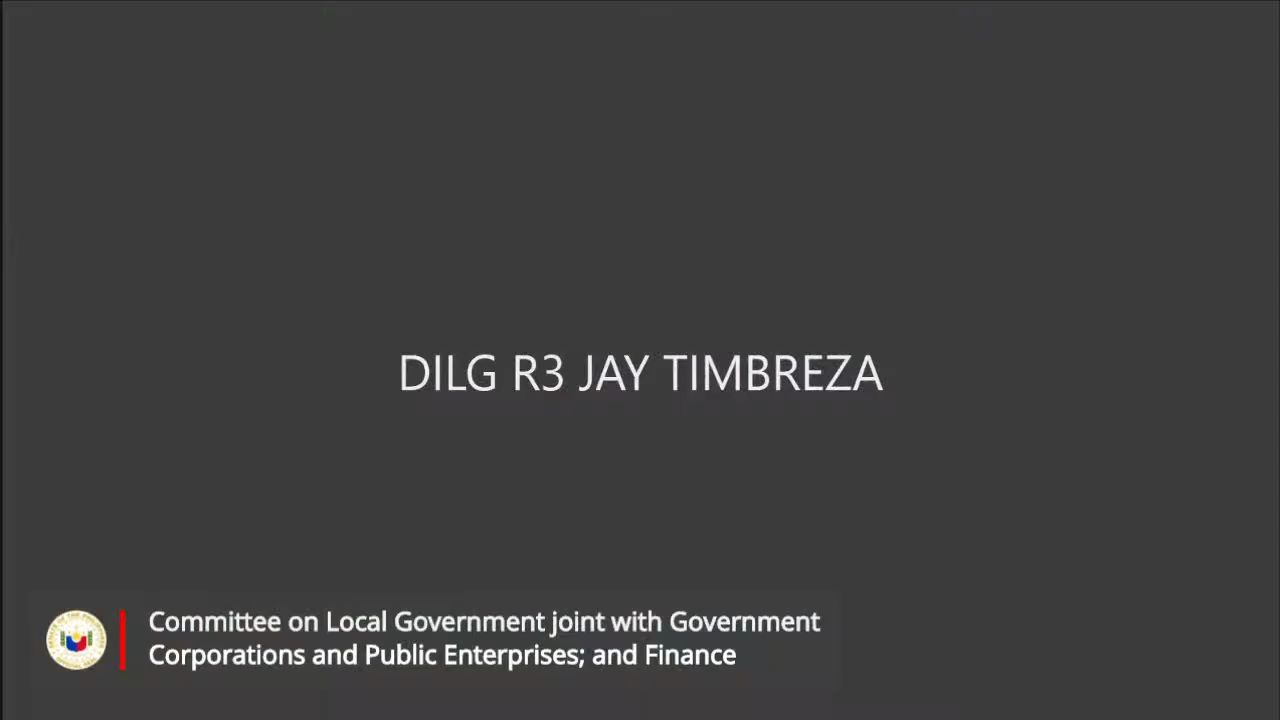 DILG R3 JAY TIMBREZA
Committee on Local Government joint with Government
Corporations and Public Enterprises; and Finance